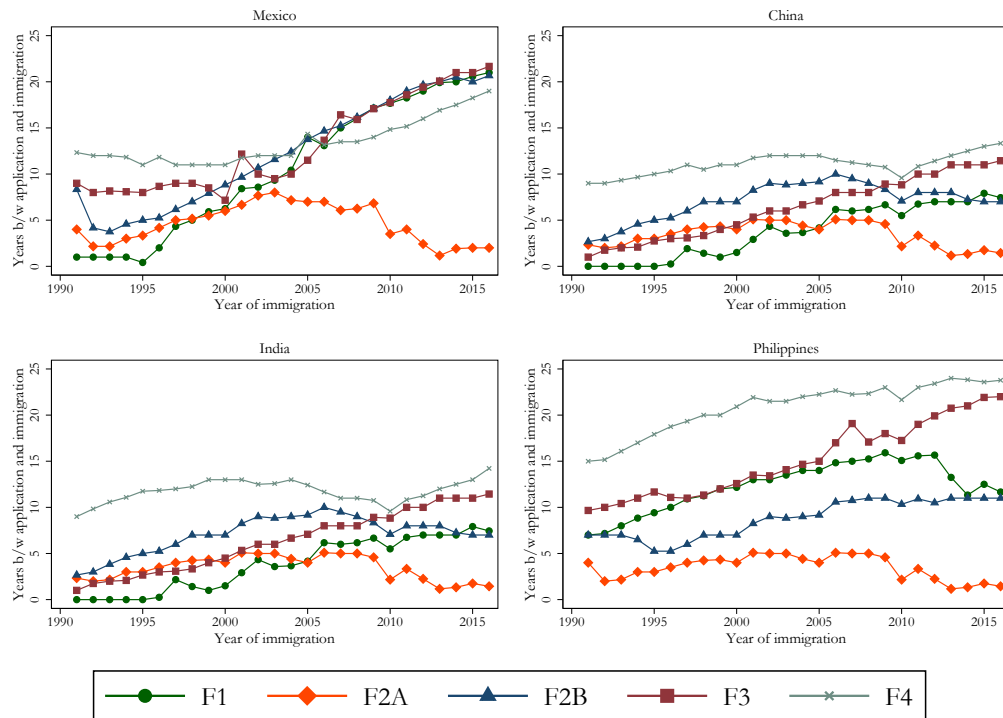 Mexico
Years b/w application and immigration
0 5 10 15 20 25
1990 1995 2000 2005 2010 2015
Year of immigration
China
Years b/w application and immigration
0 5 10 15 20 25
1990 1995 2000 2005 2010 2015
Year of immigration
India
Years b/w application and immigration
0 5 10 15 20 25
1990 1995 2000 2005 2010 2015
Year of immigration
Philippines
Years b/w application and immigration
0 5 10 15 20 25
1990 1995 2000 2005 2010 2015
Year of immigration
F1 F2A F2B F3 F4